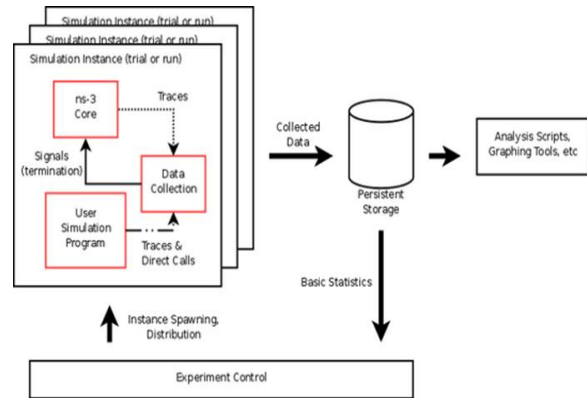 Simulation Instance (trial or run)
Simulation Instance (trial or run)
Simulation Instance (trial or run)
ns-3
Core
Traces
Signals
(termination)
Data
Collection
User
Simulation
Program
Traces &
Direct Calls
Collected
Data
Persistent
Storage
Analysis Scripts,
Graphing Tools, etc
Basic Statistics
Instance Spawning,
Distribution
Experiment Control